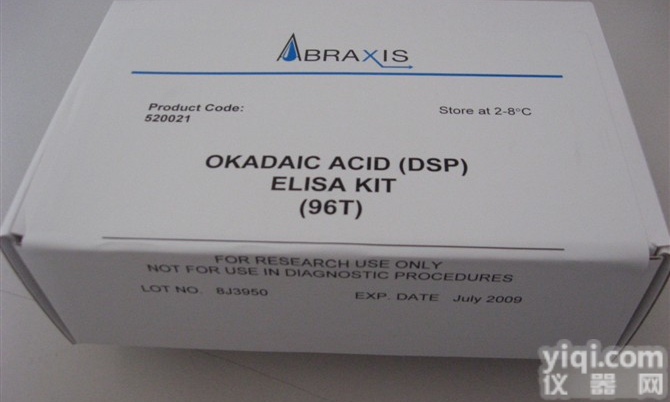 ABRAXIS
Product Code:
520021
Store at 2-8°C
OKADAIC ACID (DSP)
ELISA KIT
(96T)
FOR RESEARCH USE ONLY
NOT FOR USE IN DIAGNOSTIC PROCEDURES
LOT NO. 8J3950
EXP. DATE July 2009
yiqi.com
仪器网